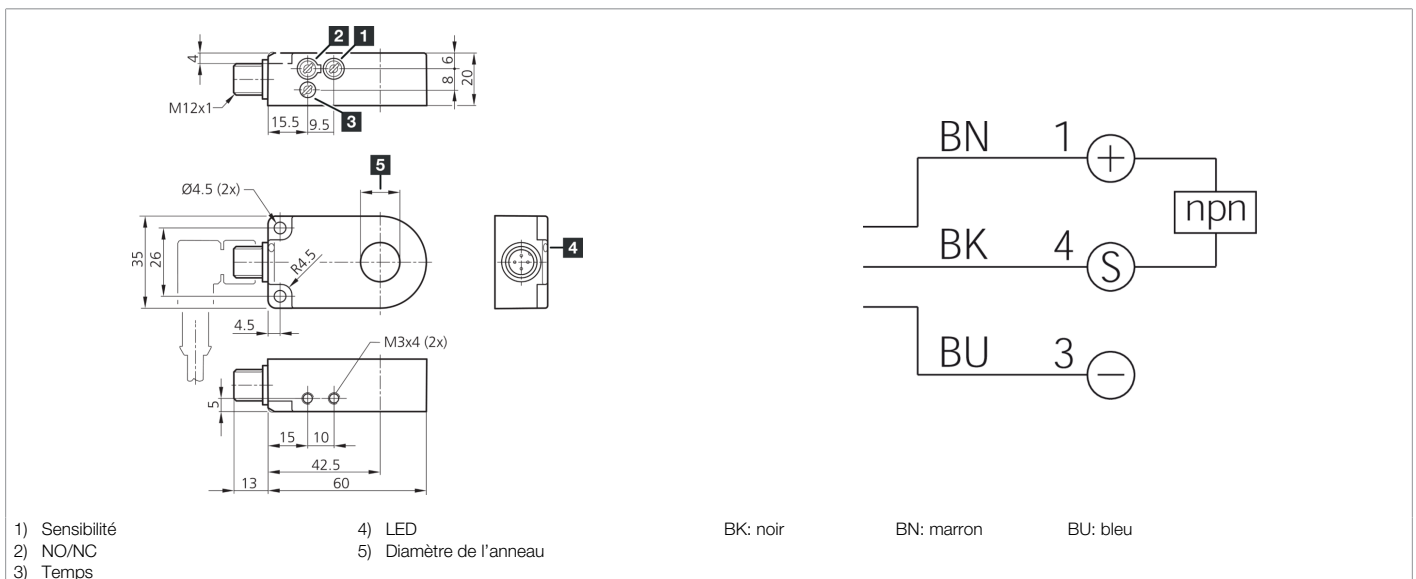 2 1
4
6
8
20
M12x1
15.5 9.5 3
5
Ø4.5 (2x)
35
26
R4.5
4
4.5
M3x4 (2x)
5
15 10
42.5
13 60
BN 1 +
npn
BK 4 S
BU 3 −
1) Sensibilité
2) NO/NC
3) Temps
4) LED
5) Diamètre de l'anneau
BK: noir BN: marron BU: bleu